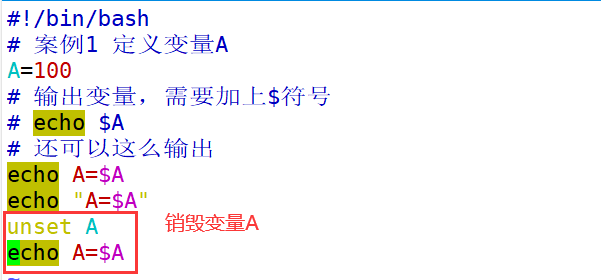 #!/bin/bash
# 案例1 定义变量A
A=100
# 输出变量，需要加上$符号
# echo $A
# 还可以这么输出
echo A=$A
echo "A=$A"
unset A 销毁变量A
echo A=$A
~